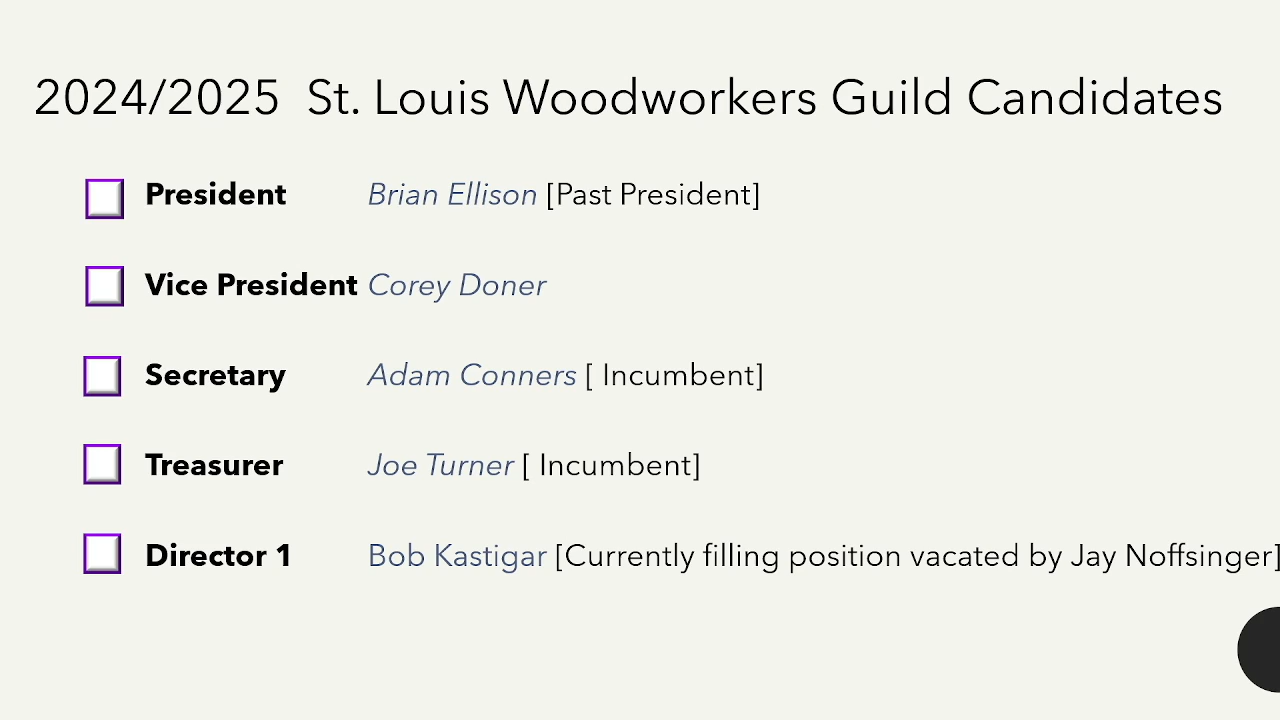 2024/2025 St. Louis Woodworkers Guild Candidates
President Brian Ellison [Past President]
Vice President Corey Doner
Secretary Adam Conners [ Incumbent]
Treasurer Joe Turner [ Incumbent]
Director 1 Bob Kastigar [Currently filling position vacated by Jay Noffsinger]